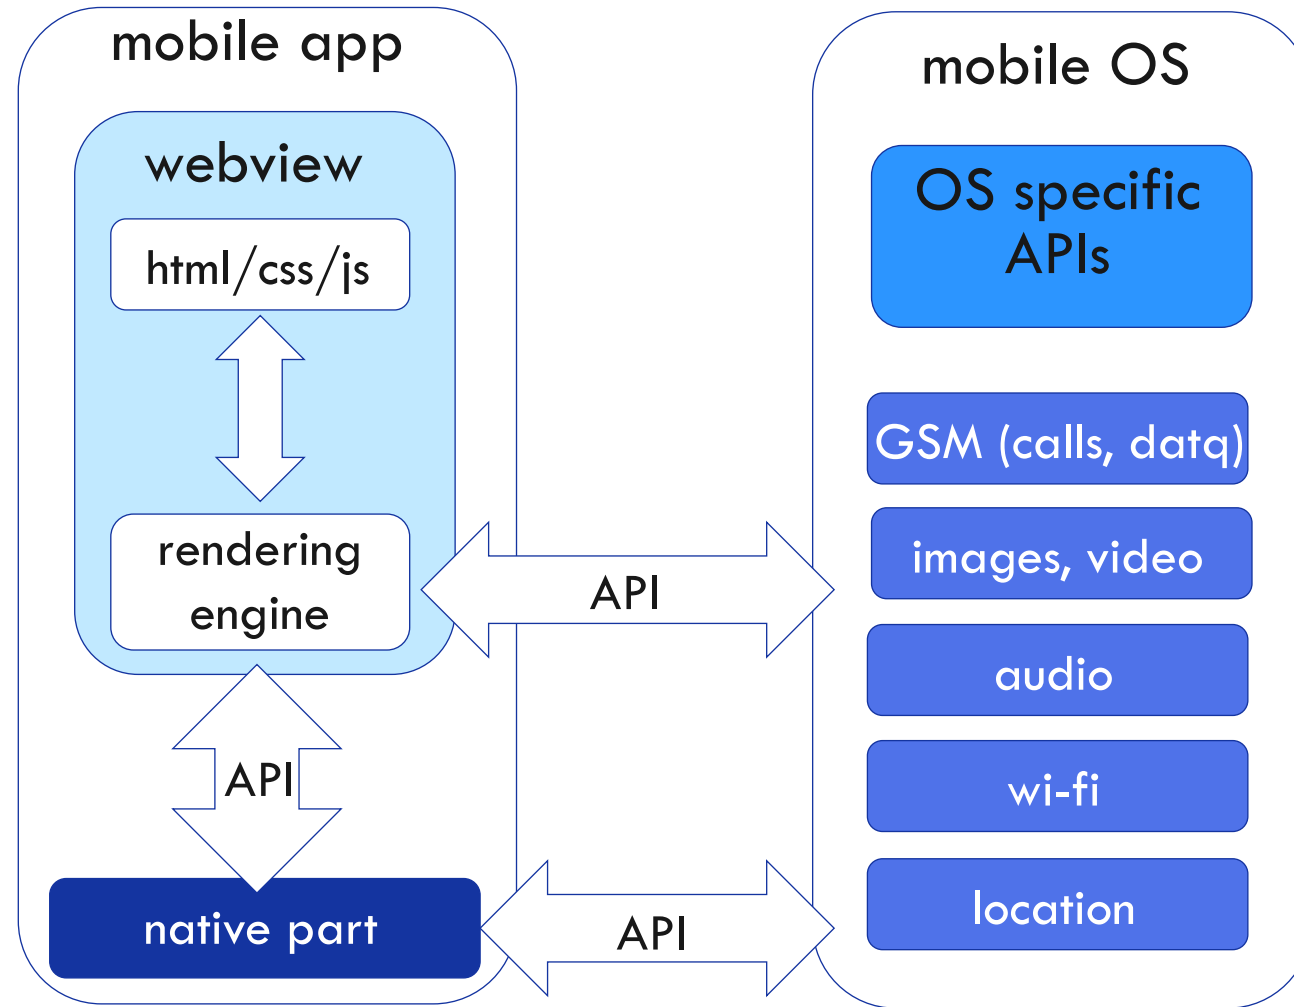 mobile app
webview
html/css/js
rendering
engine
API
native part
API
API
mobile OS
OS specific
APIs
GSM (calls, datq)
images, video
audio
wi-fi
location